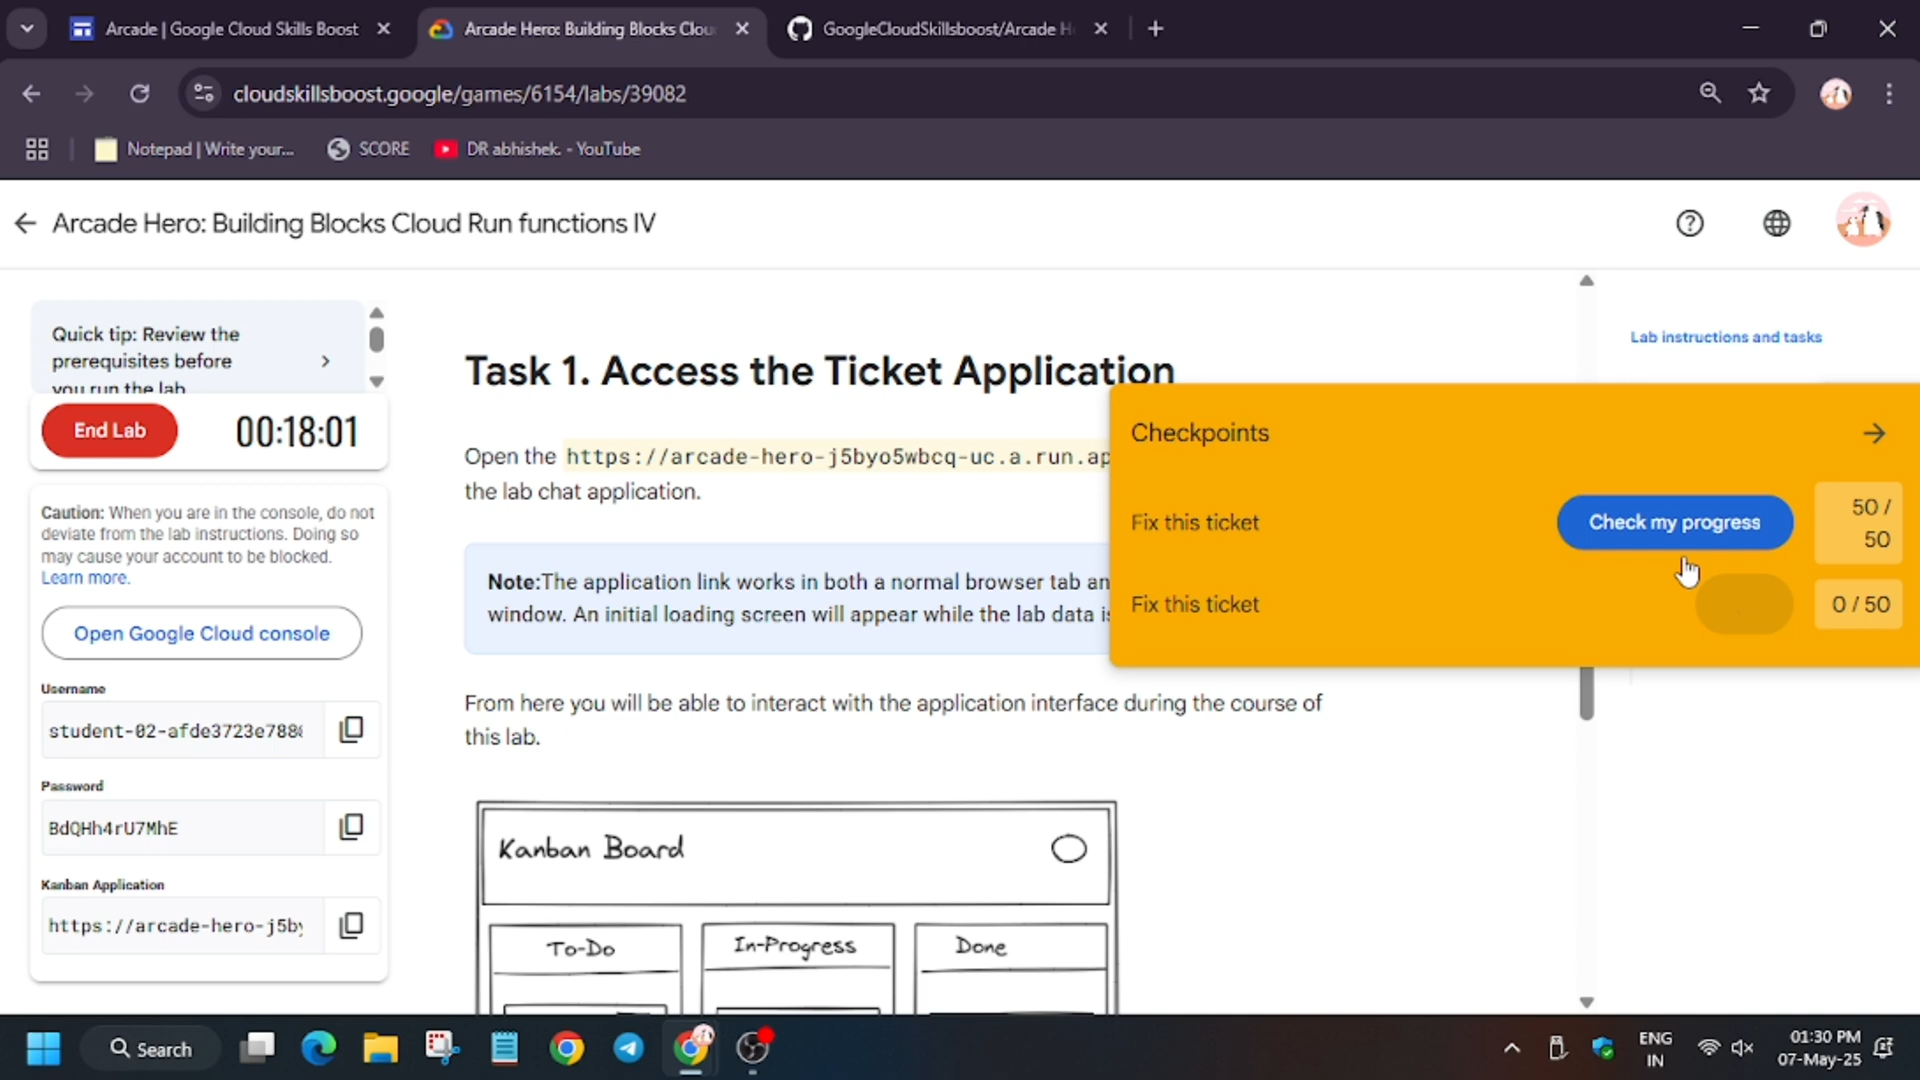 Arcade | Google Cloud Skills Boost
Arcade Hero: Building Blocks Clou
GoogleCloudSkillsboost/Arcade H
cloudskillsboost.google/games/6154/labs/39082
Notepad | Write your...
SCORE
DR abhishek. - YouTube
Arcade Hero: Building Blocks Cloud Run functions IV
Quick tip: Review the
prerequisites before
you run the lab
End Lab
00:18:01
Caution: When you are in the console, do not
deviate from the lab instructions. Doing so
may cause your account to be blocked.
Learn more.
Open Google Cloud console
Username
student-02-afde3723e788
Password
BdQHh4rU7MhE
Kanban Application
https://arcade-hero-j5by
Task 1. Access the Ticket Application
Open the https://arcade-hero-j5byo5wbcq-uc.a.run.ap
the lab chat application.
Note:The application link works in both a normal browser tab an
window. An initial loading screen will appear while the lab data is
From here you will be able to interact with the application interface during the course of
this lab.
Kanban Board
To-Do
In-Progress
Done
Lab instructions and tasks
Checkpoints
Fix this ticket
Check my progress
50 /
50
Fix this ticket
0 / 50
Search
ENG
IN
01:30 PM
07-May-25